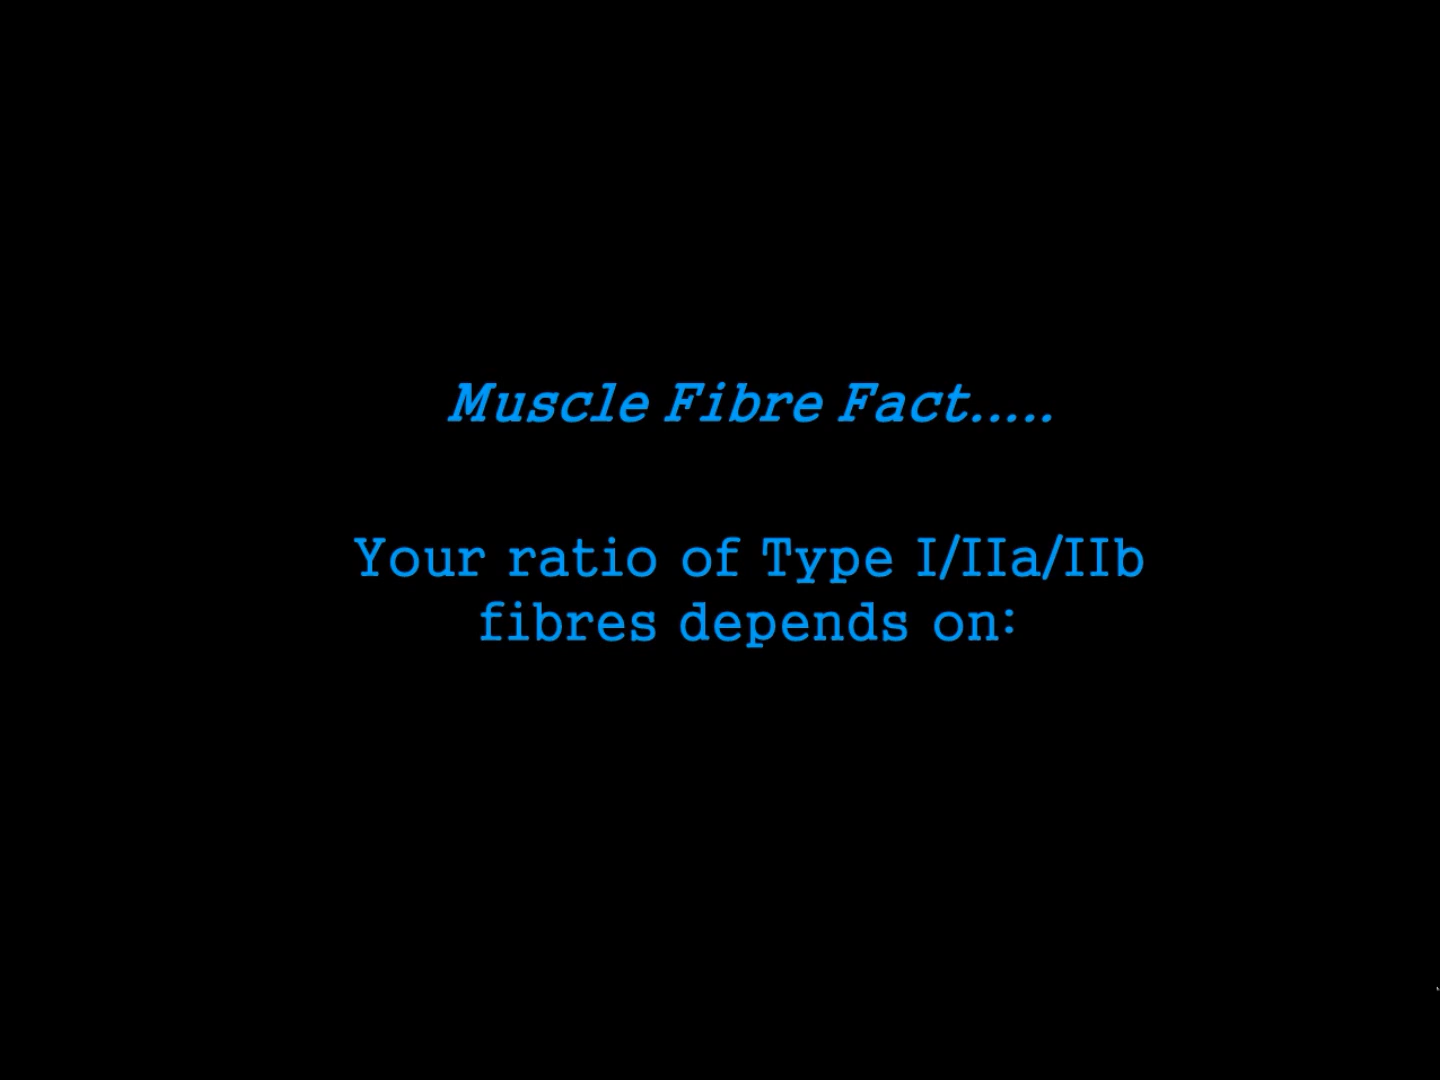 Muscle Fibre Fact.....
Your ratio of Type I/IIa/IIb
fibres depends on: